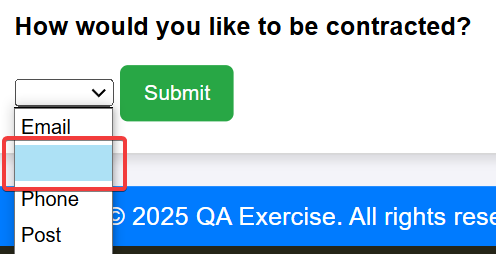 How would you like to be contracted?
Submit
Email
Phone
Post
© 2025 QA Exercise. All rights rese